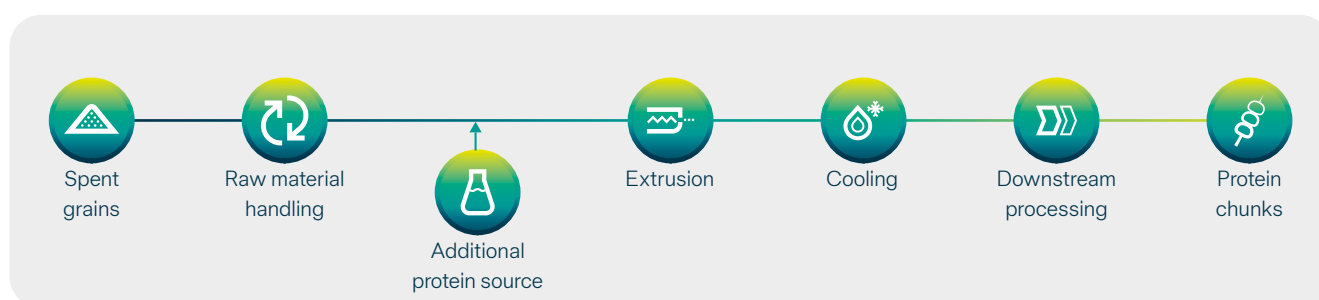 Spent
grains
Raw material
handling
Additional
protein source
Extrusion
Cooling
Downstream
processing
Protein
chunks